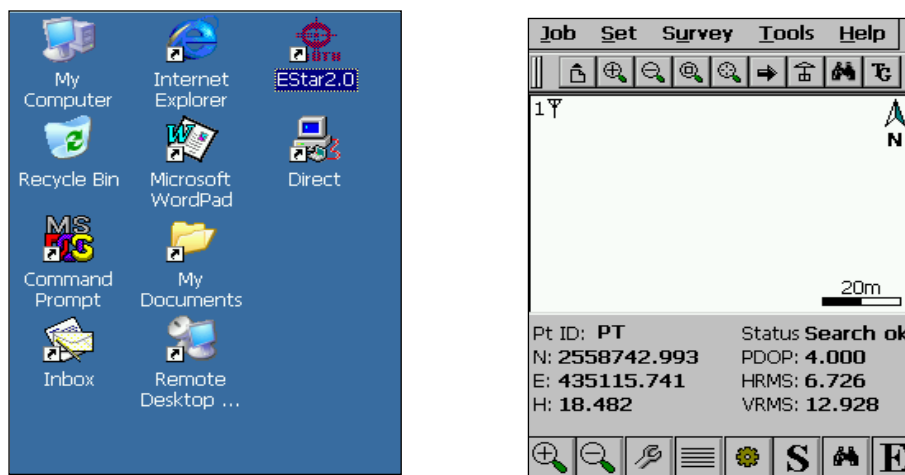 My Computer
Internet Explorer
EStar2.0
Recycle Bin
Microsoft WordPad
Direct
MS
Command Prompt
My Documents
Inbox
Remote Desktop ...
Job Set Survey Tools Help
1
N
20m
Pt ID: PT Status Search ok
N: 2558742.993 PDOP: 4.000
E: 435115.741 HRMS: 6.726
H: 18.482 VRMS: 12.928
S E